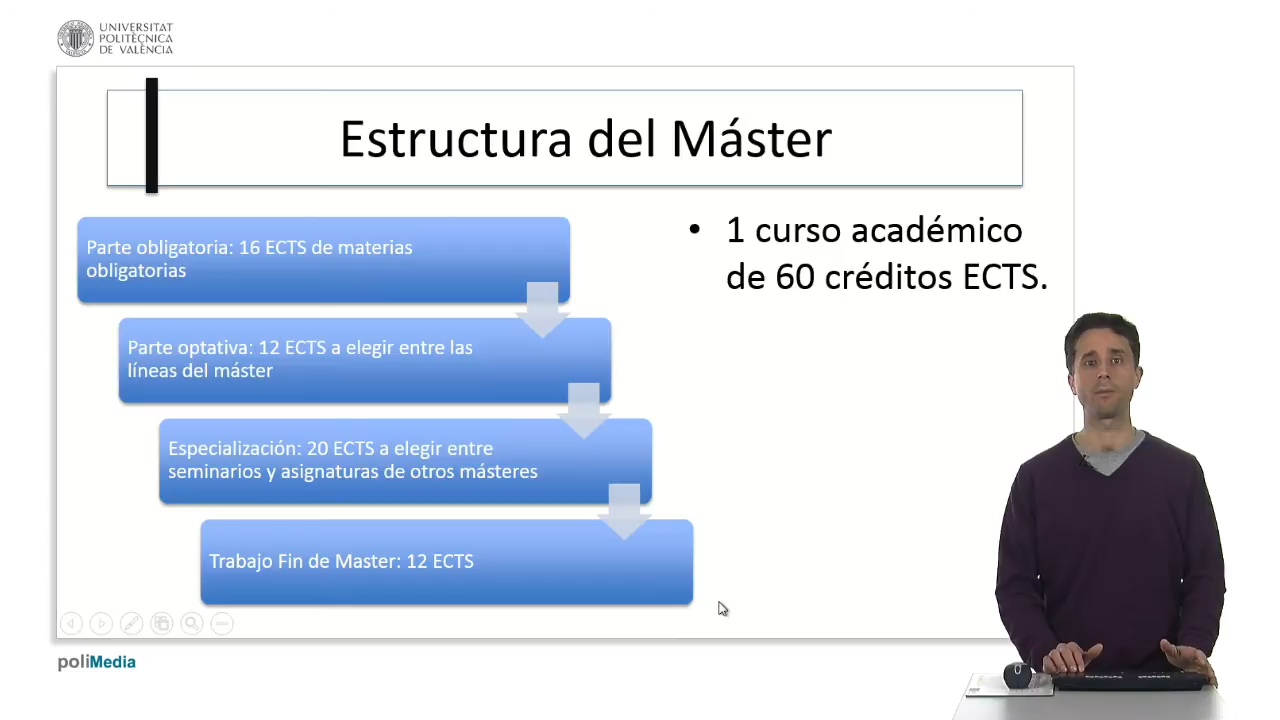 UNIVERSITAT
POLITÈCNICA
DE VALÈNCIA
Estructura del Máster
Parte obligatoria: 16 ECTS de materias
obligatorias
Parte optativa: 12 ECTS a elegir entre las
líneas del máster
Especialización: 20 ECTS a elegir entre
seminarios y asignaturas de otros másteres
Trabajo Fin de Master: 12 ECTS
• 1 curso académico
de 60 créditos ECTS.
poliMedia